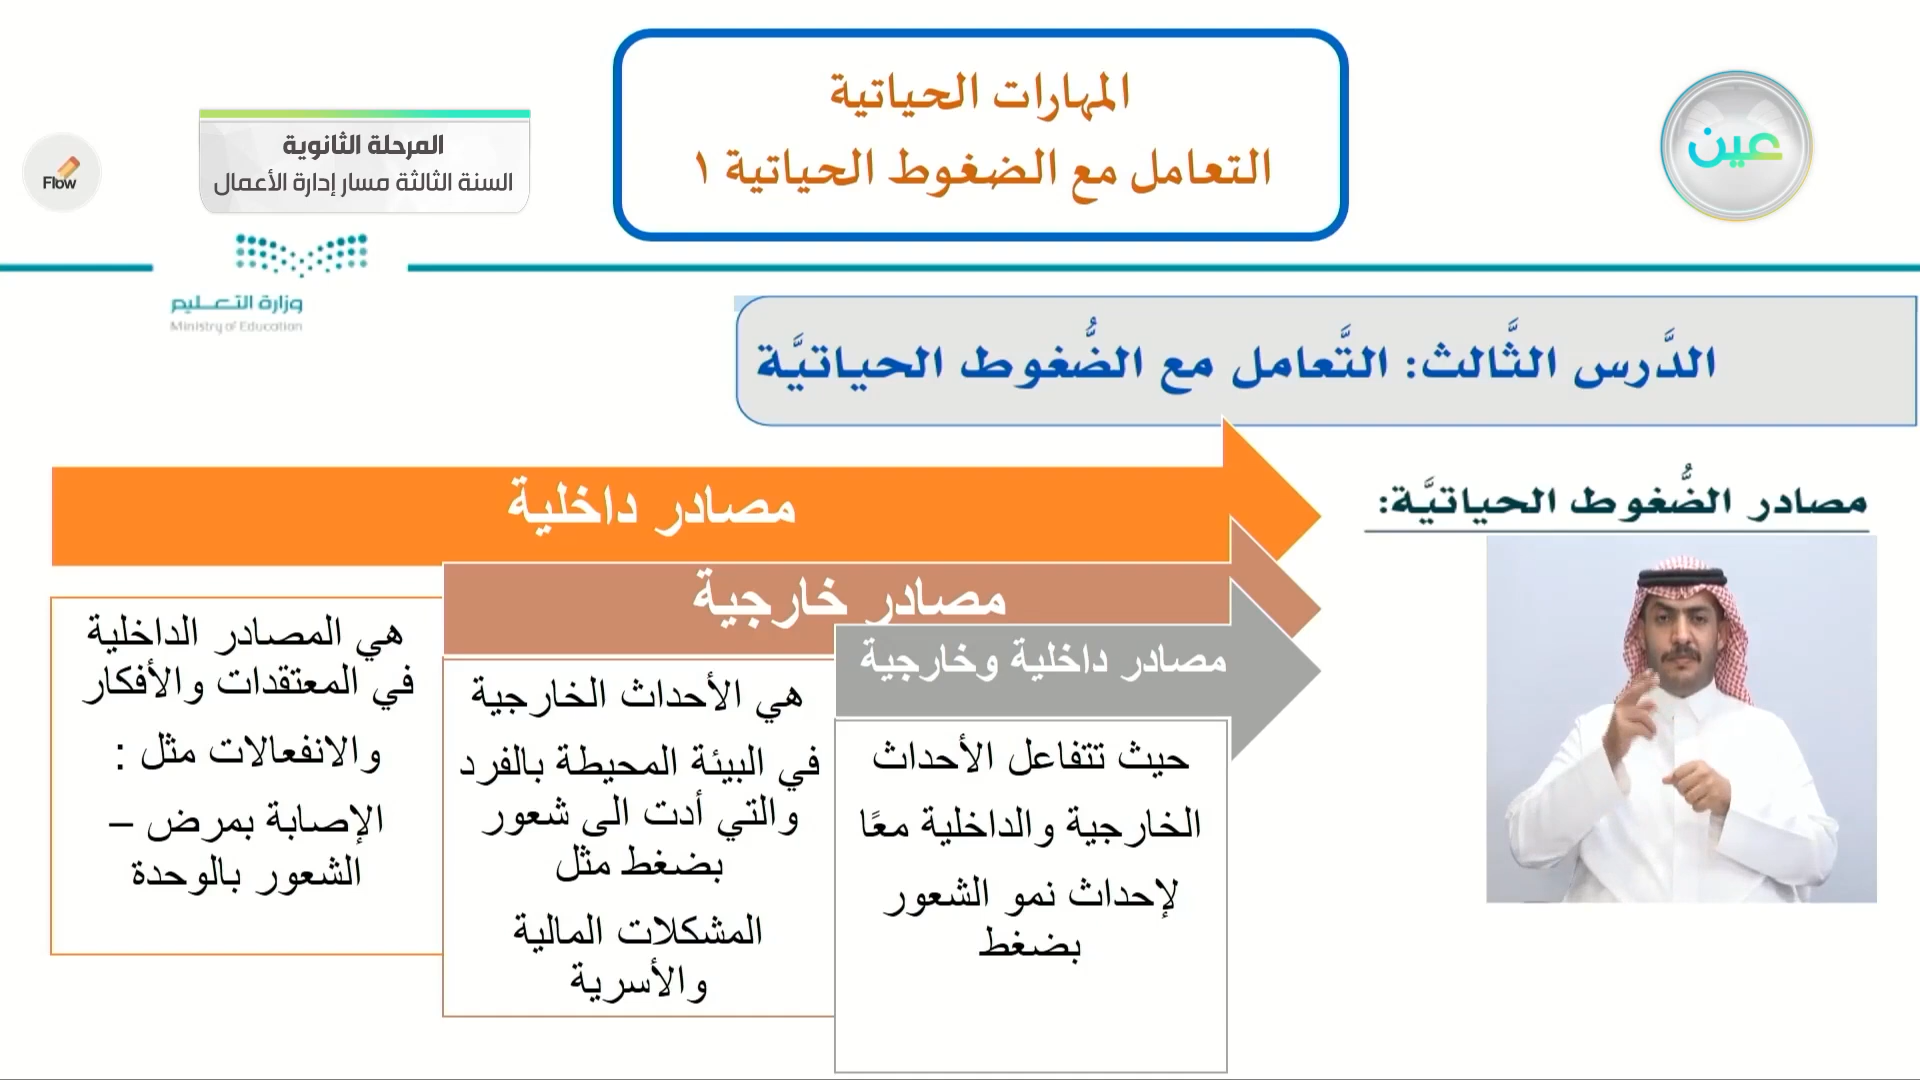 المهارات الحياتية
التعامل مع الضغوط الحياتية ١
عين
المرحلة الثانوية
السنة الثالثة مسار إدارة الأعمال
Flow
وزارة التعـــليم
Ministry of Education
الدَّرس الثَّالث: التَّعامل مع الضُّغوط الحياتيَّة
مصادر الضُّغوط الحياتيَّة:
مصادر داخلية
هي المصادر الداخلية
في المعتقدات والأفكار
والانفعالات مثل :
الإصابة بمرض –
الشعور بالوحدة
مصادر خارجية
هي الأحداث الخارجية
في البيئة المحيطة بالفرد
والتي أدت الى شعور
بضغط مثل
المشكلات المالية
والأسرية
مصادر داخلية وخارجية
حيث تتفاعل الأحداث
الخارجية والداخلية معًا
لإحداث نمو الشعور
بضغط